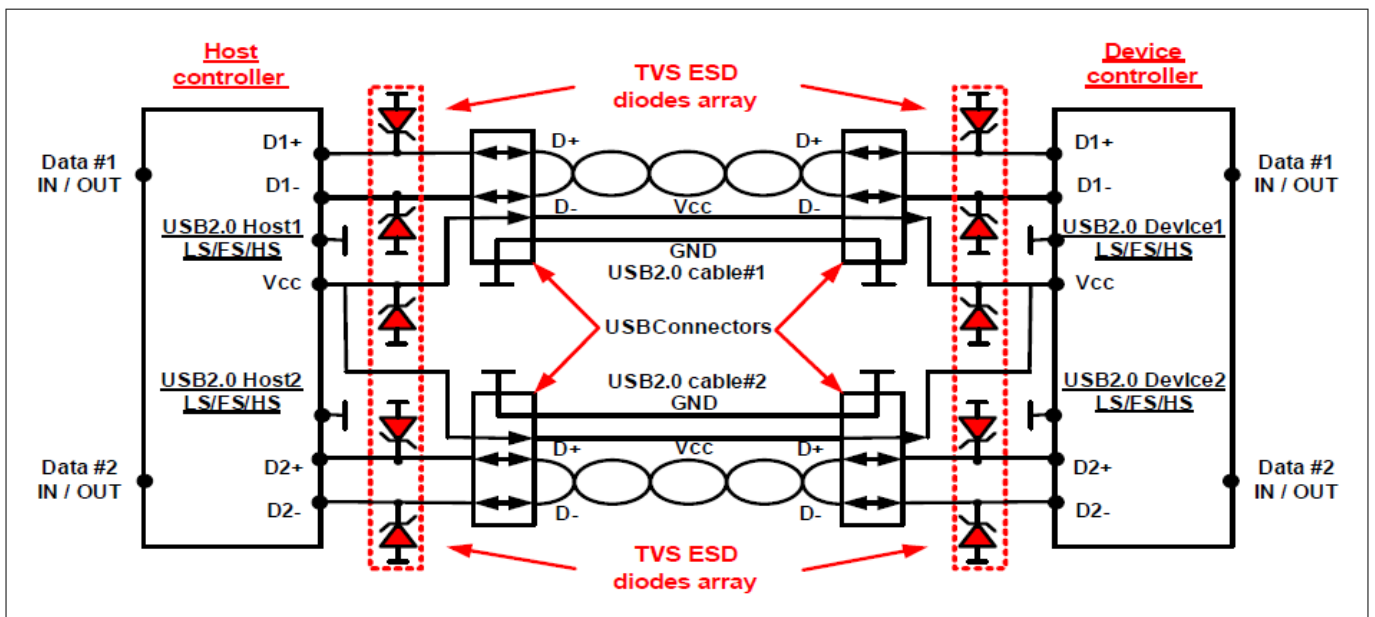 Host
controller
Device
controller
TVS ESD
diodes array
D1+
D+
D+
D1+
Data #1
IN / OUT
Data #1
IN / OUT
D1-
D1-
D-
Vcc
D-
USB2.0 Host1
LS/FS/HS
USB2.0 Device1
LS/FS/HS
GND
USB2.0 cable#1
Vcc
Vcc
USBConnectors
USB2.0 Host2
LS/FS/HS
USB2.0 cable#2
GND
USB2.0 Device2
LS/FS/HS
D+
Vcc
D+
Data #2
IN / OUT
D2+
D2+
Data #2
IN / OUT
D2-
D-
D-
D2-
TVS ESD
diodes array